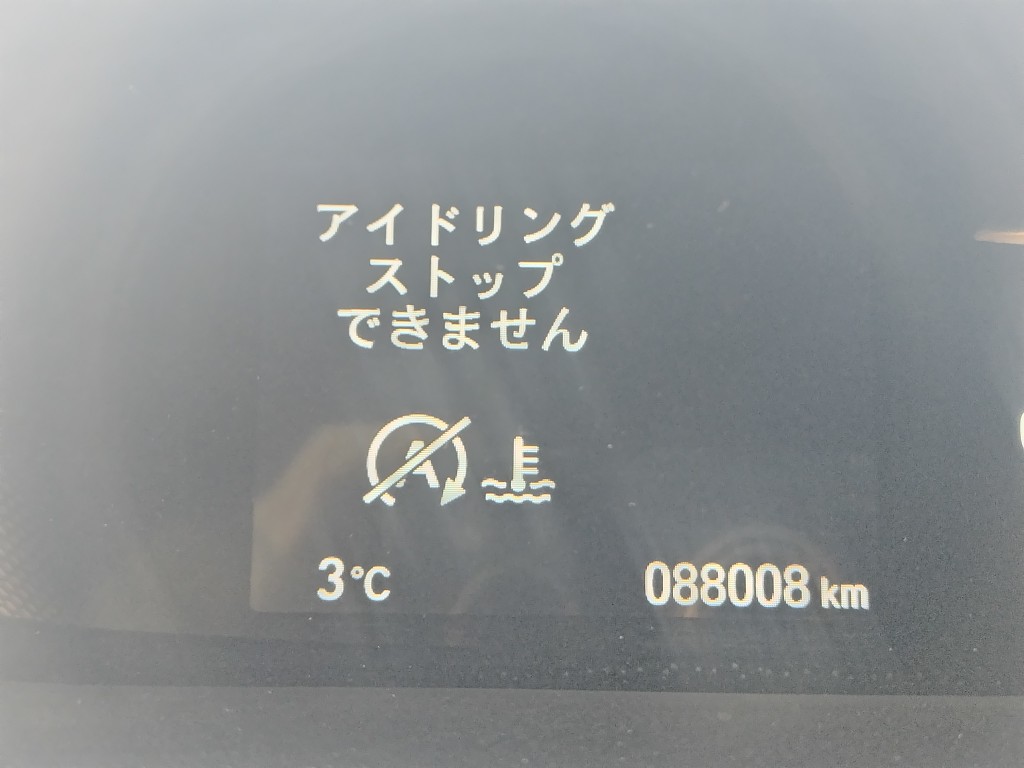 アイドリング
ストップ
できません
A
3°C
088008 km